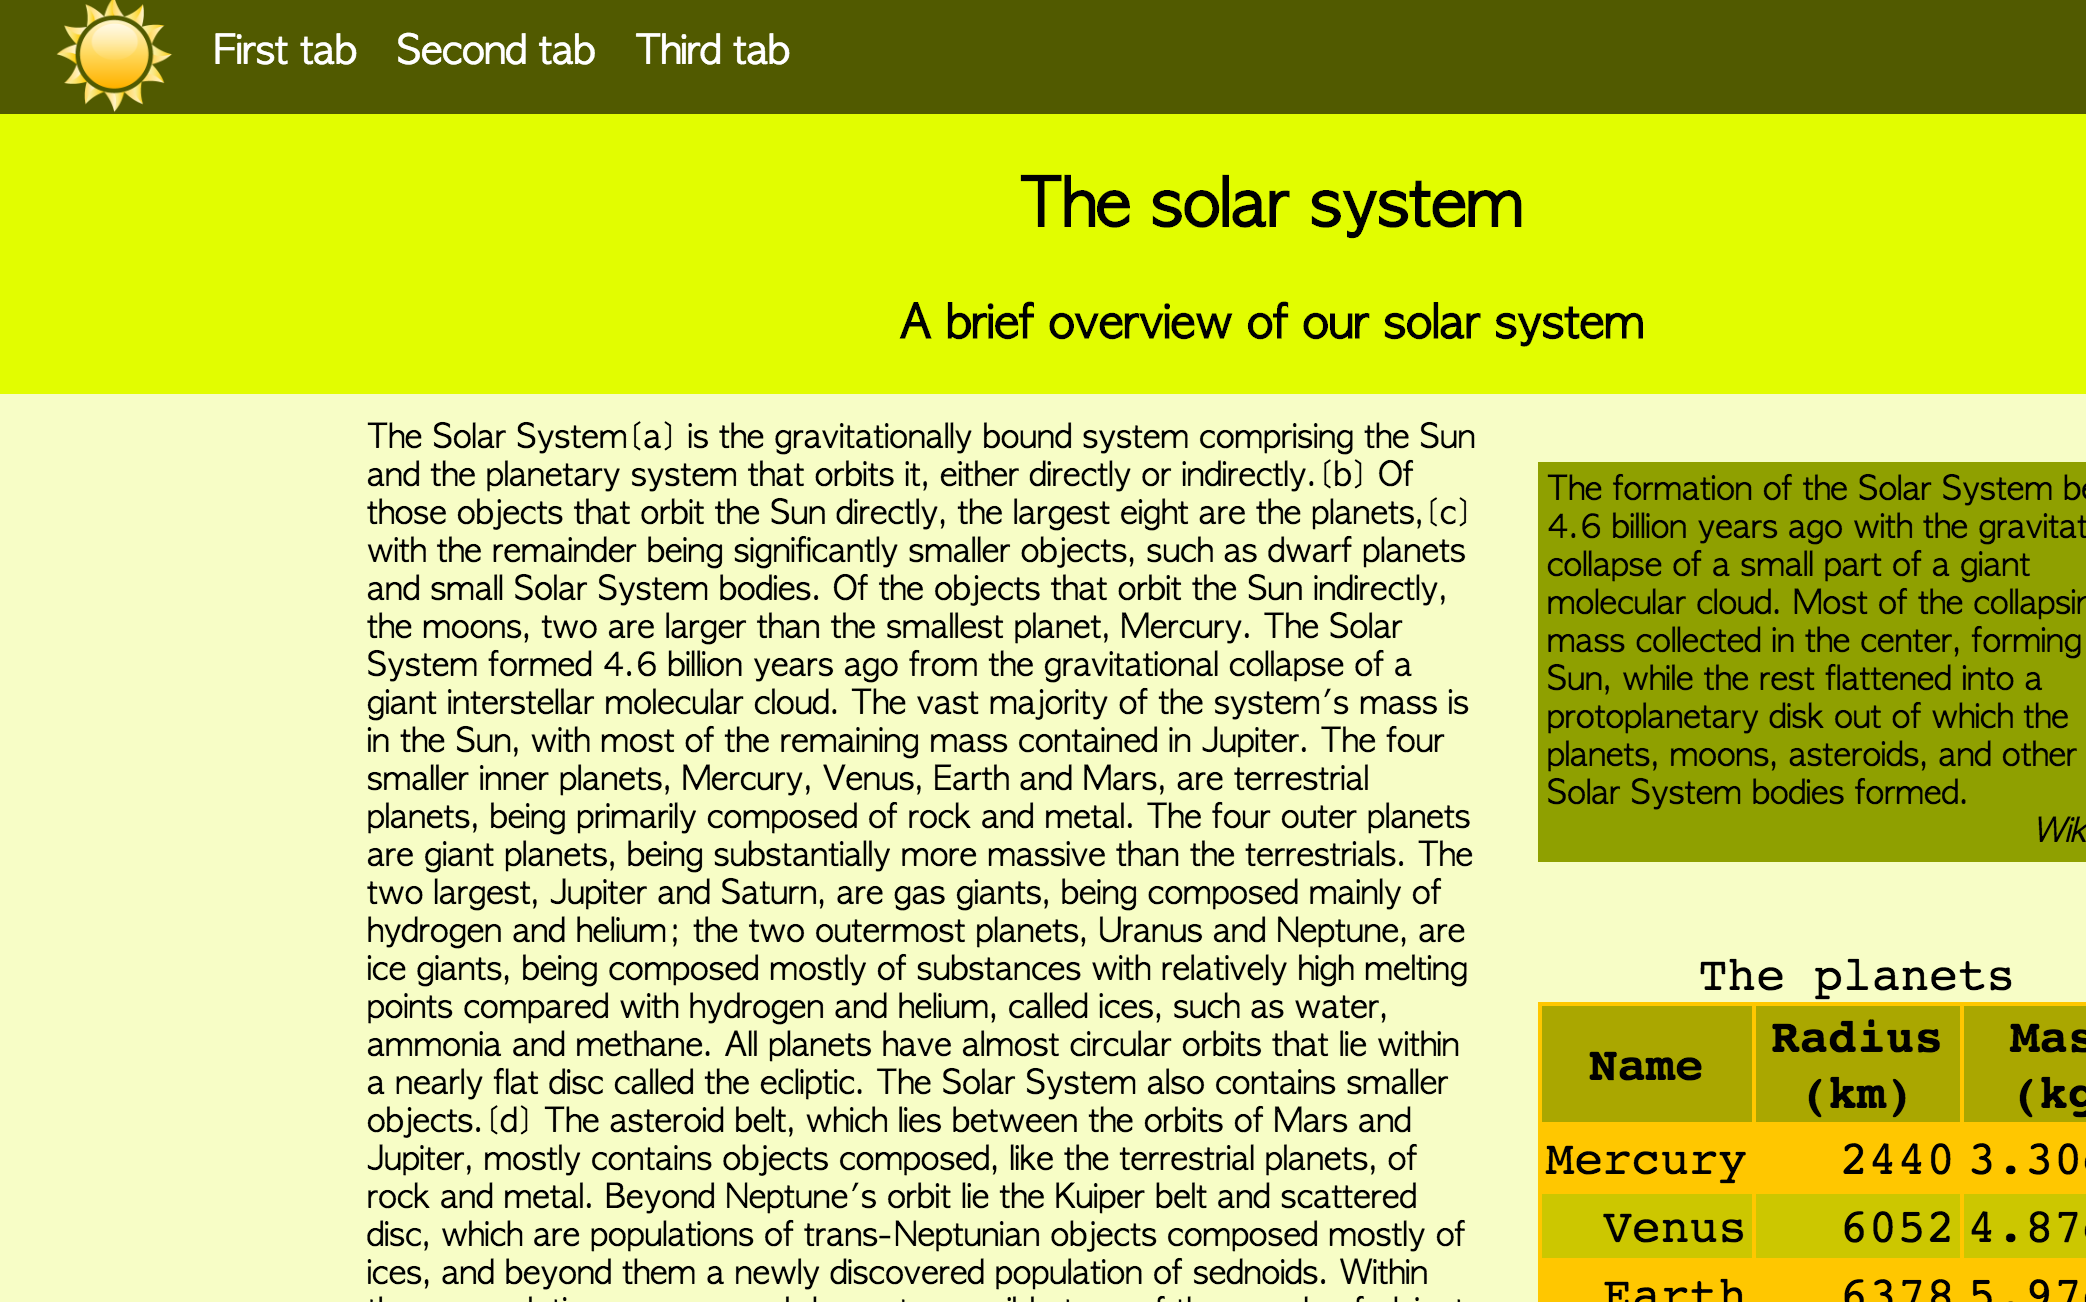 First tab Second tab Third tab
The solar system
A brief overview of our solar system
The Solar System[a] is the gravitationally bound system comprising the Sun
and the planetary system that orbits it, either directly or indirectly.[b] Of
those objects that orbit the Sun directly, the largest eight are the planets,[c]
with the remainder being significantly smaller objects, such as dwarf planets
and small Solar System bodies. Of the objects that orbit the Sun indirectly,
the moons, two are larger than the smallest planet, Mercury. The Solar
System formed 4.6 billion years ago from the gravitational collapse of a
giant interstellar molecular cloud. The vast majority of the system's mass is
in the Sun, with most of the remaining mass contained in Jupiter. The four
smaller inner planets, Mercury, Venus, Earth and Mars, are terrestrial
planets, being primarily composed of rock and metal. The four outer planets
are giant planets, being substantially more massive than the terrestrials. The
two largest, Jupiter and Saturn, are gas giants, being composed mainly of
hydrogen and helium; the two outermost planets, Uranus and Neptune, are
ice giants, being composed mostly of substances with relatively high melting
points compared with hydrogen and helium, called ices, such as water,
ammonia and methane. All planets have almost circular orbits that lie within
a nearly flat disc called the ecliptic. The Solar System also contains smaller
objects.[d] The asteroid belt, which lies between the orbits of Mars and
Jupiter, mostly contains objects composed, like the terrestrial planets, of
rock and metal. Beyond Neptune's orbit lie the Kuiper belt and scattered
disc, which are populations of trans-Neptunian objects composed mostly of
ices, and beyond them a newly discovered population of sednoids. Within
The formation of the Solar System be
4.6 billion years ago with the gravitat
collapse of a small part of a giant
molecular cloud. Most of the collapsin
mass collected in the center, forming
Sun, while the rest flattened into a
protoplanetary disk out of which the
planets, moons, asteroids, and other
Solar System bodies formed.
Wik
The planets
Name Radius (km) Mas (kg
Mercury 2440 3.30
Venus 6052 4.87
Earth 6378 5.97